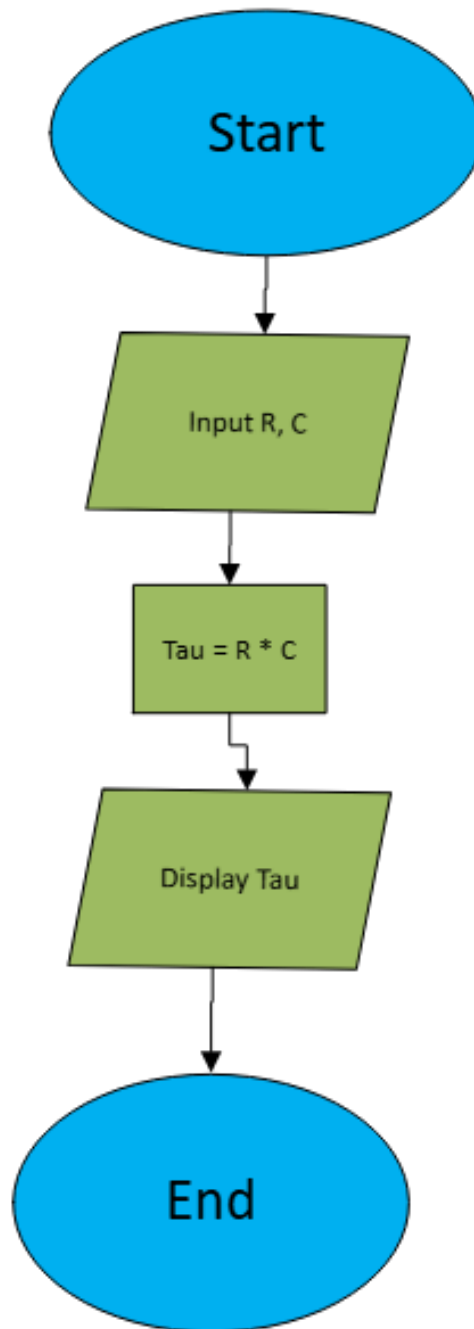 Start
Input R, C
Tau = R * C
Display Tau
End